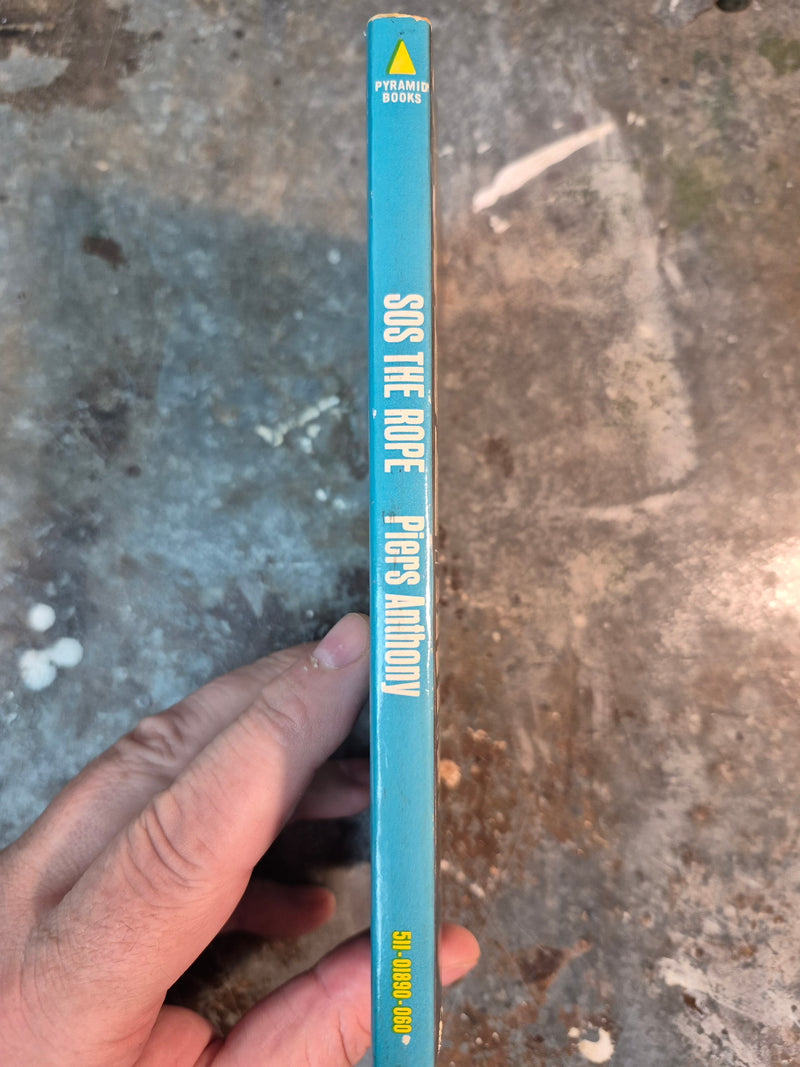 PYRAMID
BOOKS
SOS THE ROPE Piers Anthony
511-01890-060